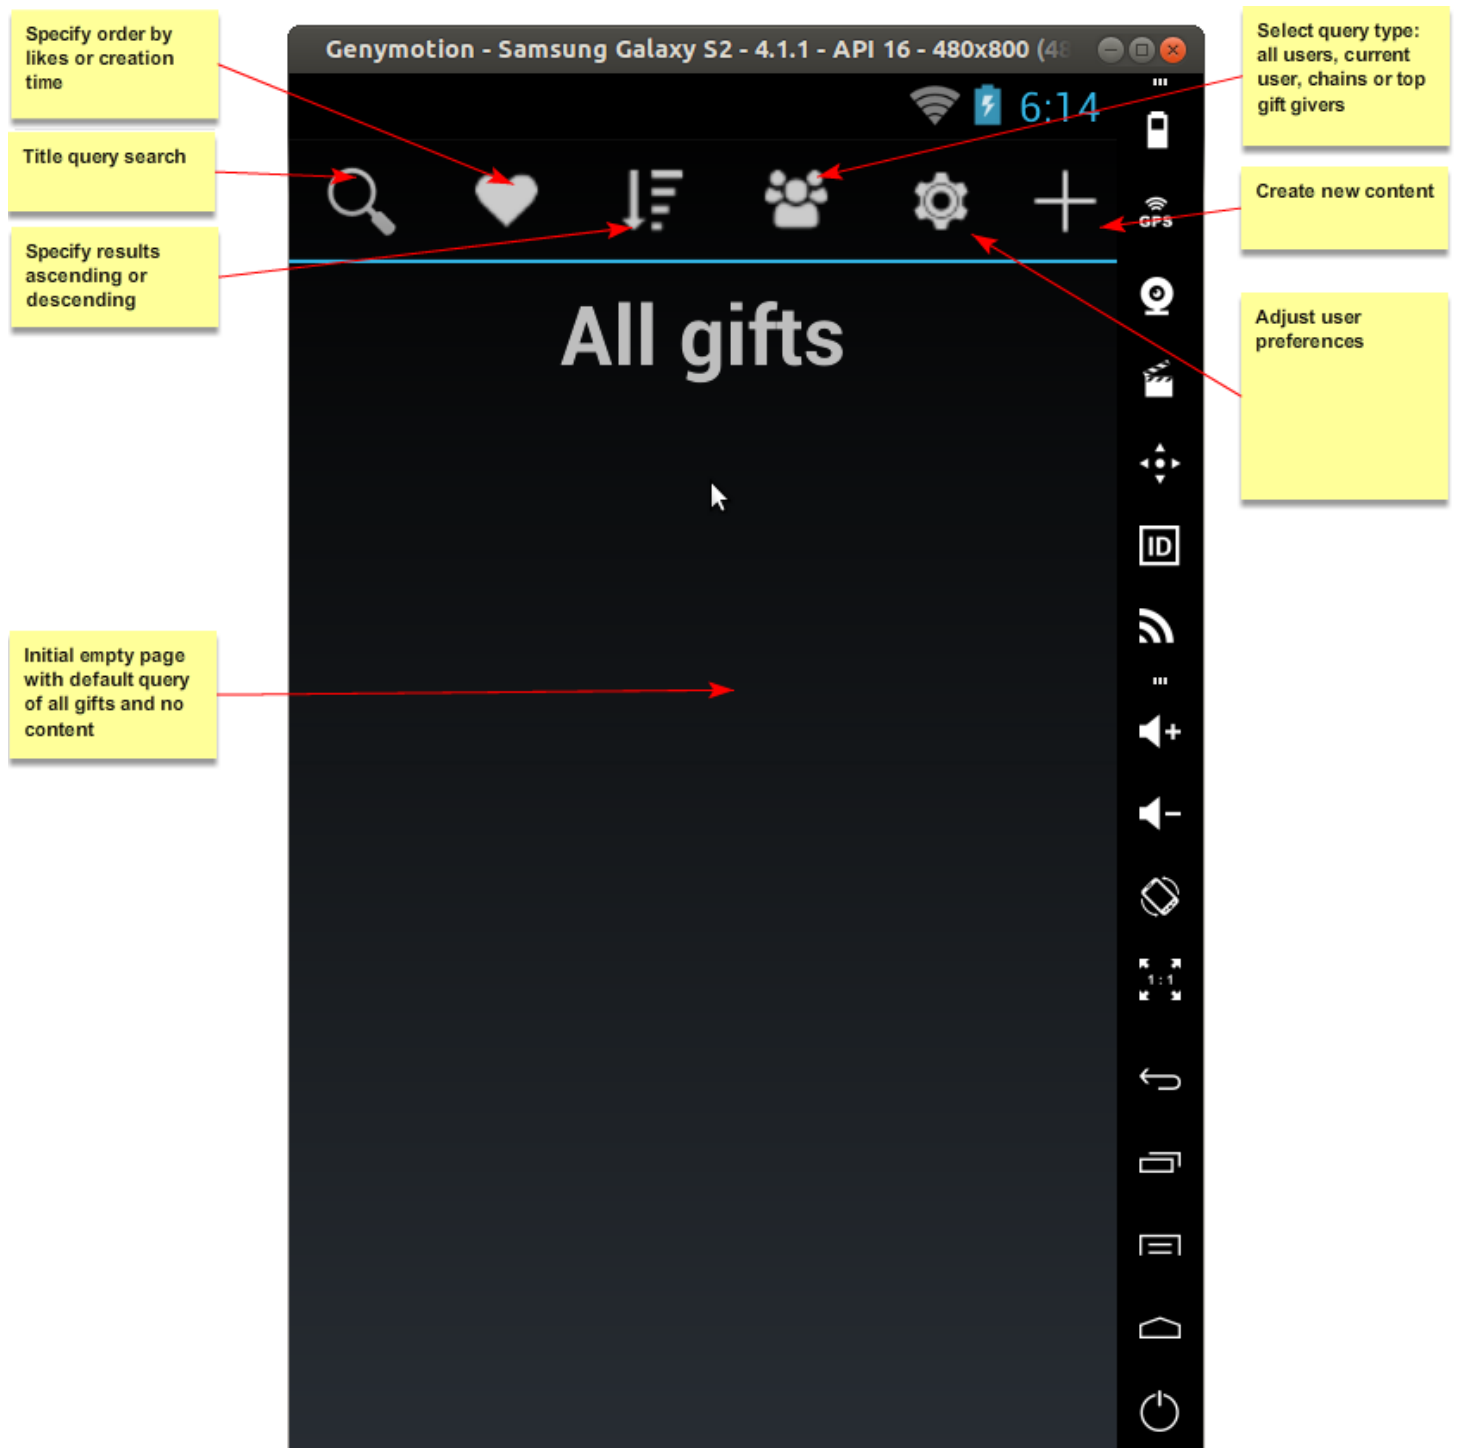 Specify order by
likes or creation
time
Title query search
Specify results
ascending or
descending
Initial empty page
with default query
of all gifts and no
content
Genymotion - Samsung Galaxy S2 - 4.1.1 - API 16 - 480x800 (48
6:14
All gifts
GPS
ID
1:1
Select query type:
all users, current
user, chains or top
gift givers
Create new content
Adjust user
preferences